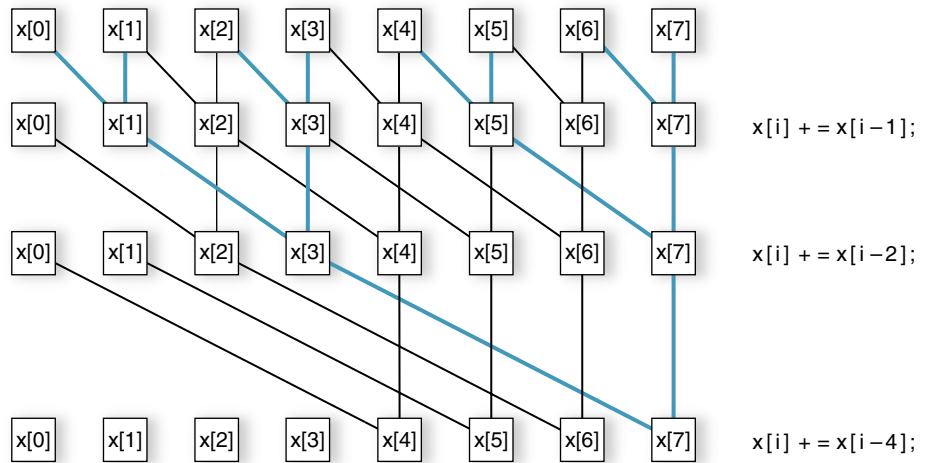 x[0] x[1] x[2] x[3] x[4] x[5] x[6] x[7]
x[0] x[1] x[2] x[3] x[4] x[5] x[6] x[7] x[i] += x[i-1];
x[0] x[1] x[2] x[3] x[4] x[5] x[6] x[7] x[i] += x[i-2];
x[0] x[1] x[2] x[3] x[4] x[5] x[6] x[7] x[i] += x[i-4];